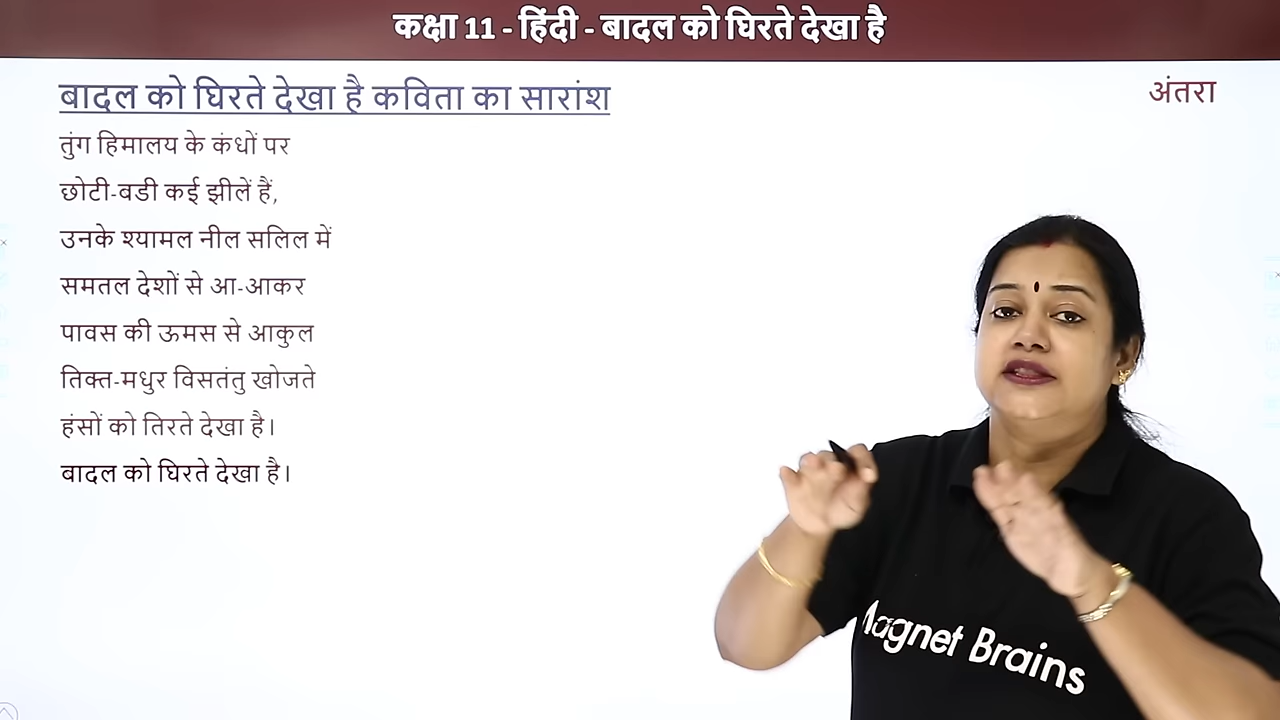 कक्षा 11 - हिंदी - बादल को घिरते देखा है
बादल को घिरते देखा है कविता का सारांश
अंतरा
तुंग हिमालय के कंधों पर
छोटी-बडी कई झीलें हैं,
उनके श्यामल नील सलिल में
समतल देशों से आ-आकर
पावस की ऊमस से आकुल
तिक्त-मधुर विसतंतु खोजते
हंसों को तिरते देखा है।
बादल को घिरते देखा है।
Magnet Brains